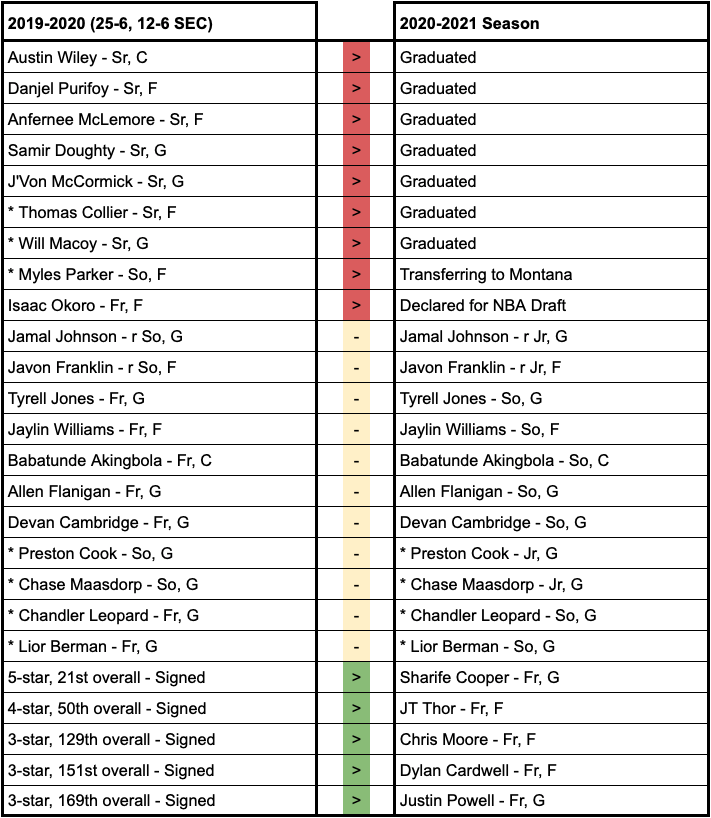 2019-2020 (25-6, 12-6 SEC) 2020-2021 Season
Austin Wiley - Sr, C > Graduated
Danjel Purifoy - Sr, F > Graduated
Anfernee McLemore - Sr, F > Graduated
Samir Doughty - Sr, G > Graduated
J'Von McCormick - Sr, G > Graduated
* Thomas Collier - Sr, F > Graduated
* Will Macoy - Sr, G > Graduated
* Myles Parker - So, F > Transferring to Montana
Isaac Okoro - Fr, F > Declared for NBA Draft
Jamal Johnson - r So, G - Jamal Johnson - r Jr, G
Javon Franklin - r So, F - Javon Franklin - r Jr, F
Tyrell Jones - Fr, G - Tyrell Jones - So, G
Jaylin Williams - Fr, F - Jaylin Williams - So, F
Babatunde Akingbola - Fr, C - Babatunde Akingbola - So, C
Allen Flanigan - Fr, G - Allen Flanigan - So, G
Devan Cambridge - Fr, G - Devan Cambridge - So, G
* Preston Cook - So, G - * Preston Cook - Jr, G
* Chase Maasdorp - So, G - * Chase Maasdorp - Jr, G
* Chandler Leopard - Fr, G - * Chandler Leopard - So, G
* Lior Berman - Fr, G - * Lior Berman - So, G
5-star, 21st overall - Signed > Sharife Cooper - Fr, G
4-star, 50th overall - Signed > JT Thor - Fr, F
3-star, 129th overall - Signed > Chris Moore - Fr, F
3-star, 151st overall - Signed > Dylan Cardwell - Fr, F
3-star, 169th overall - Signed > Justin Powell - Fr, G